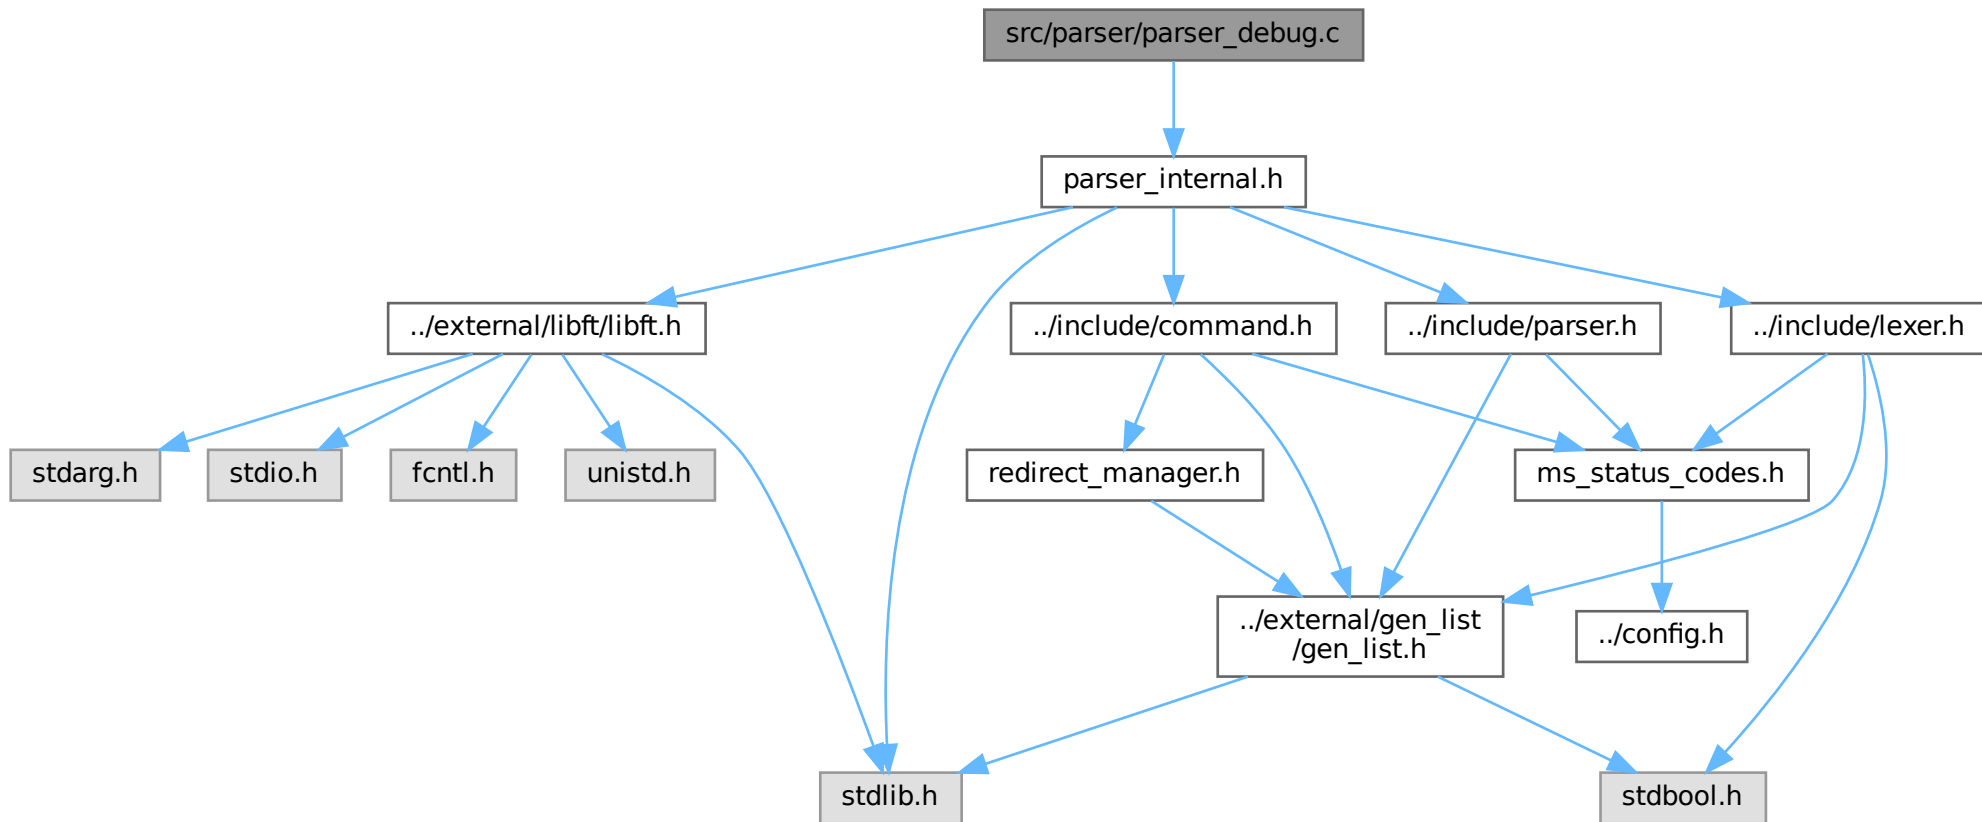 src/parser/parser_debug.c
parser_internal.h
../external/libft/libft.h
../include/command.h
../include/parser.h
../include/lexer.h
stdarg.h
stdio.h
fcntl.h
unistd.h
redirect_manager.h
ms_status_codes.h
../external/gen_list
/gen_list.h
../config.h
stdlib.h
stdbool.h